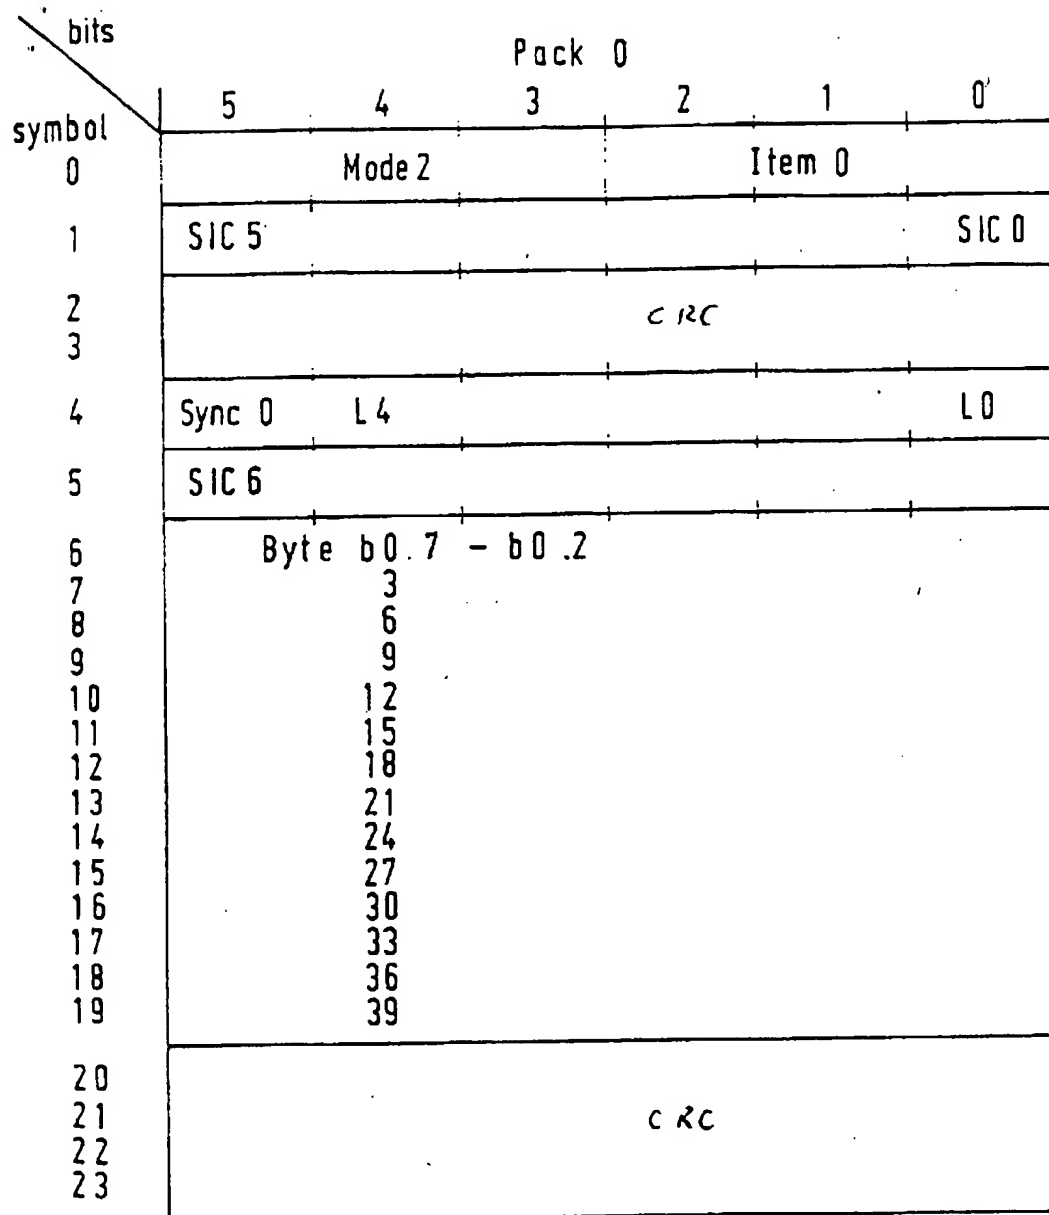 bits
Pack 0
5 4 3 2 1 0
symbol
0 Mode 2 Item 0
1 SIC 5 SIC 0
2
CRC
3
4 Sync 0 L4 L0
5 SIC 6
6 Byte b0.7 - b0.2
7 3
8 6
9 9
10 12
11 15
12 18
13 21
14 24
15 27
16 30
17 33
18 36
19 39
20
21 CRC
22
23